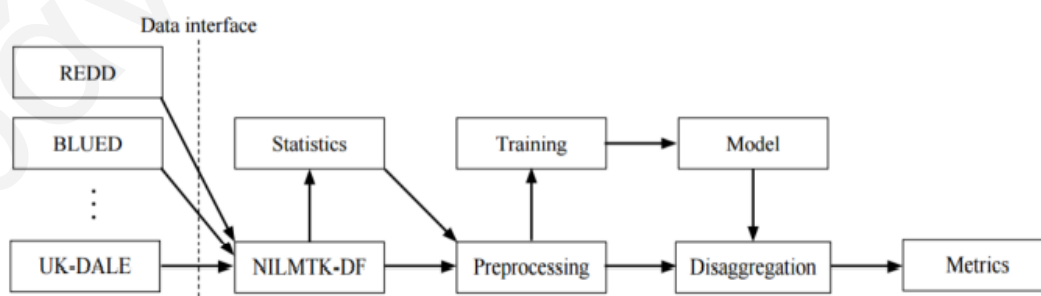 Data interface
REDD
BLUED
Statistics
Training
Model
UK-DALE
NILMTK-DF
Preprocessing
Disaggregation
Metrics